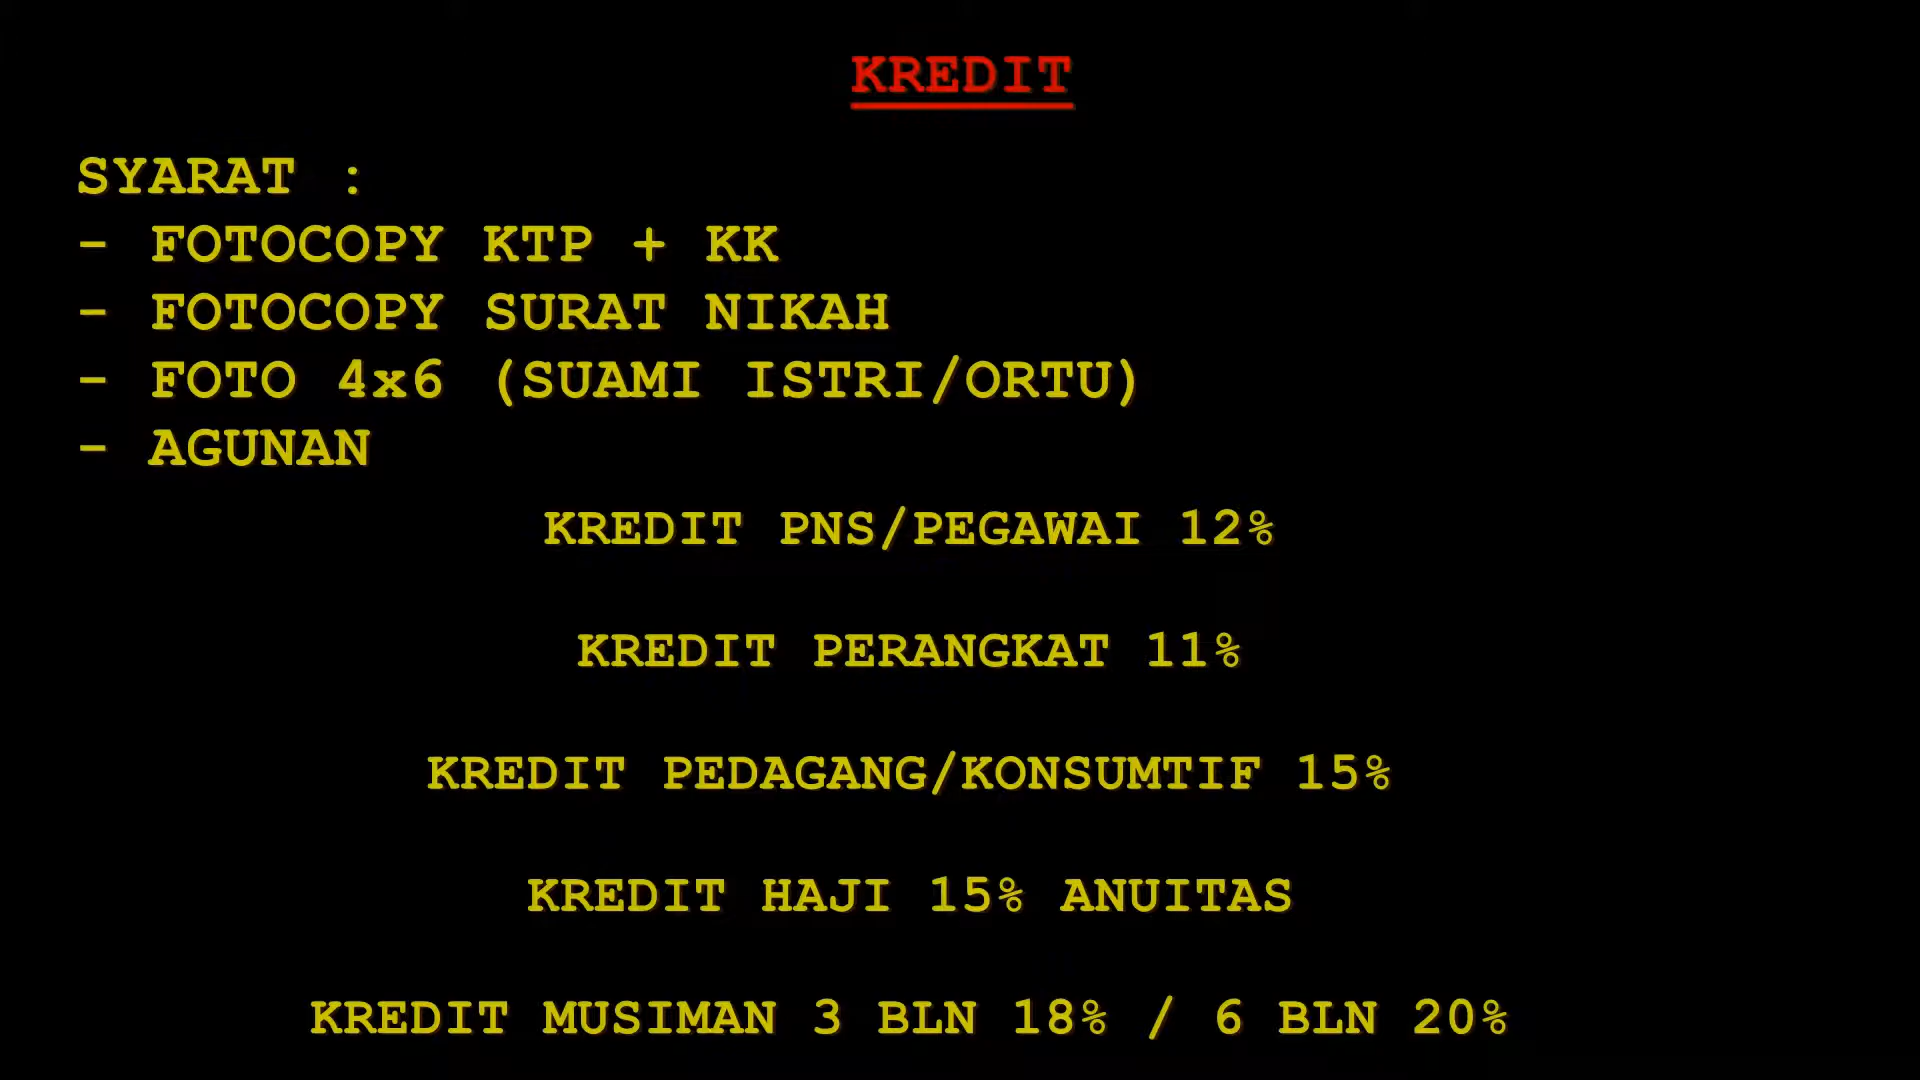 KREDIT
SYARAT :
- FOTOCOPY KTP + KK
- FOTOCOPY SURAT NIKAH
- FOTO 4x6 (SUAMI ISTRI/ORTU)
- AGUNAN
KREDIT PNS/PEGAWAI 12%
KREDIT PERANGKAT 11%
KREDIT PEDAGANG/KONSUMTIF 15%
KREDIT HAJI 15% ANUITAS
KREDIT MUSIMAN 3 BLN 18% / 6 BLN 20%